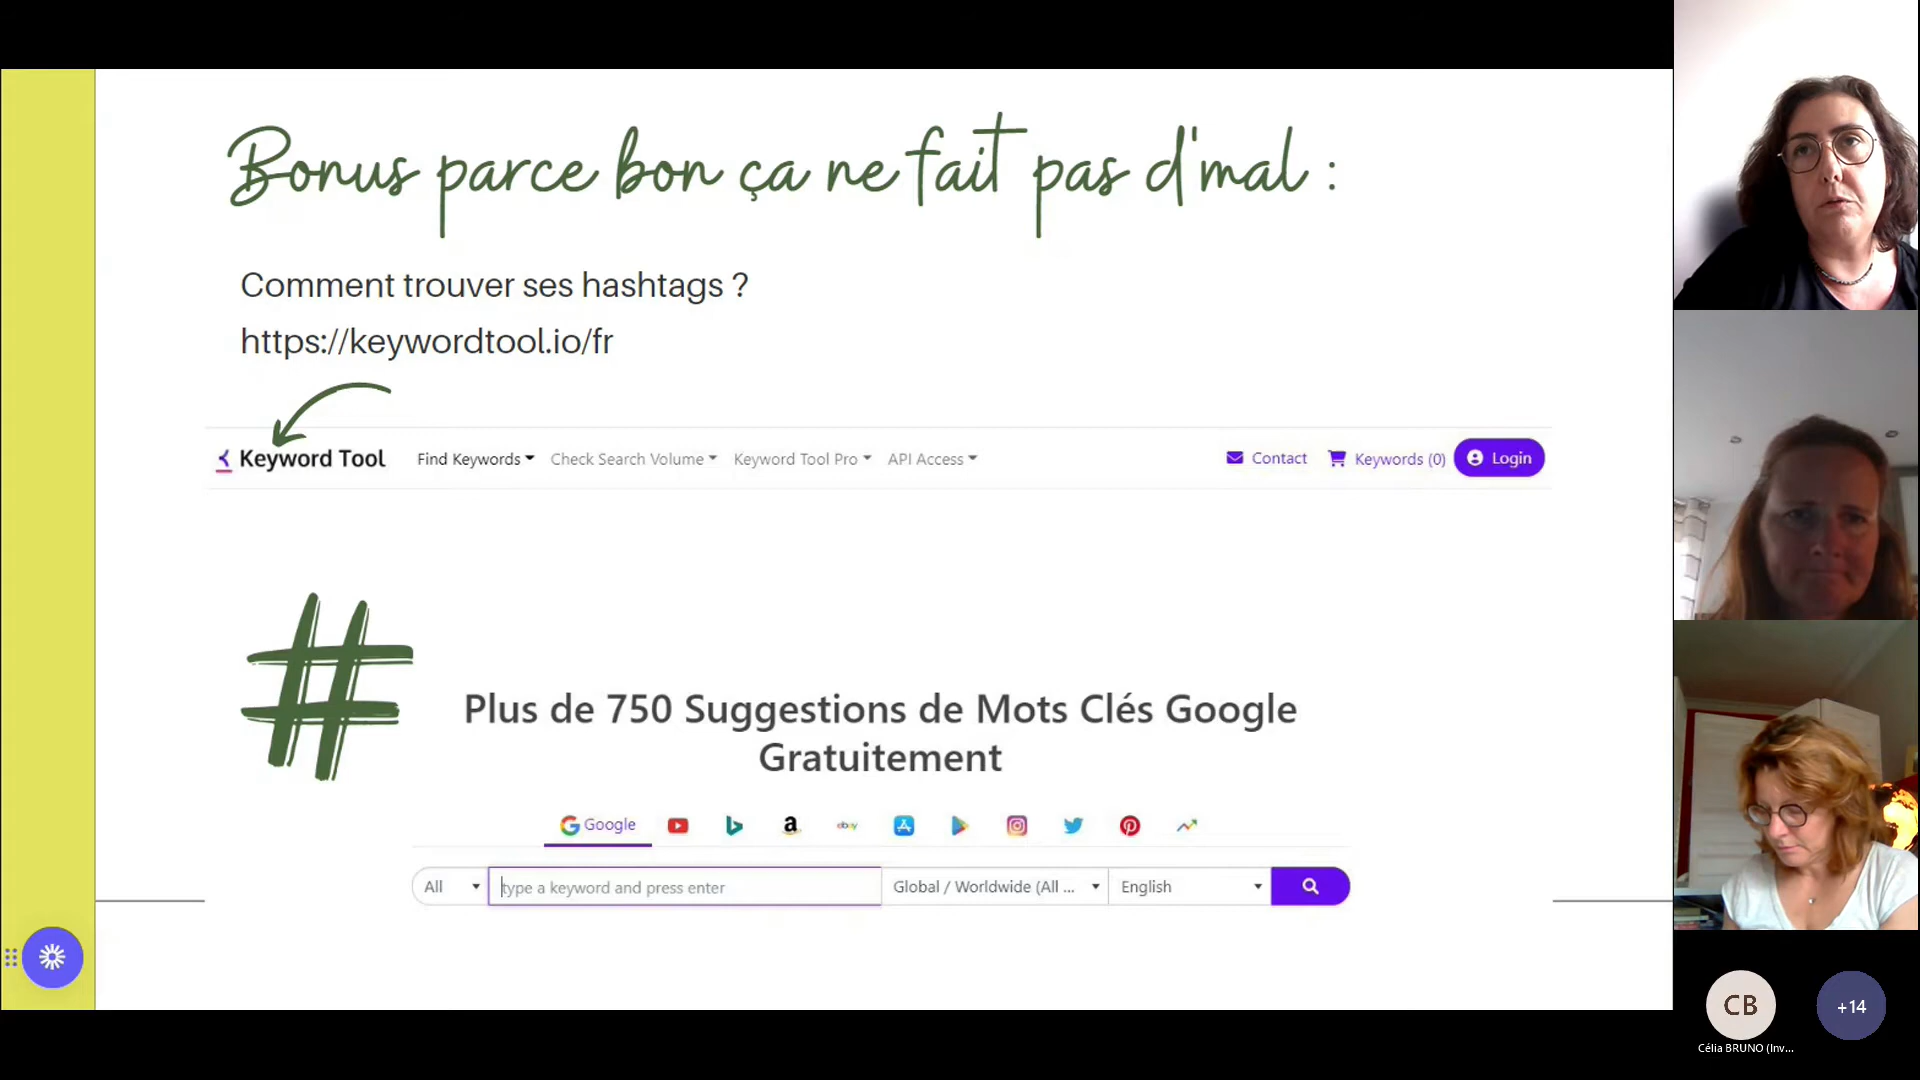 Bonus parce bon ça ne fait pas d'mal :
Comment trouver ses hashtags ?
https://keywordtool.io/fr
Keyword Tool Find Keywords Check Search Volume Keyword Tool Pro API Access Contact Keywords (0) Login
#
Plus de 750 Suggestions de Mots Clés Google
Gratuitement
Google a ebay
All type a keyword and press enter Global / Worldwide (All ... English
CB +14
Célia BRUNO (Inv...